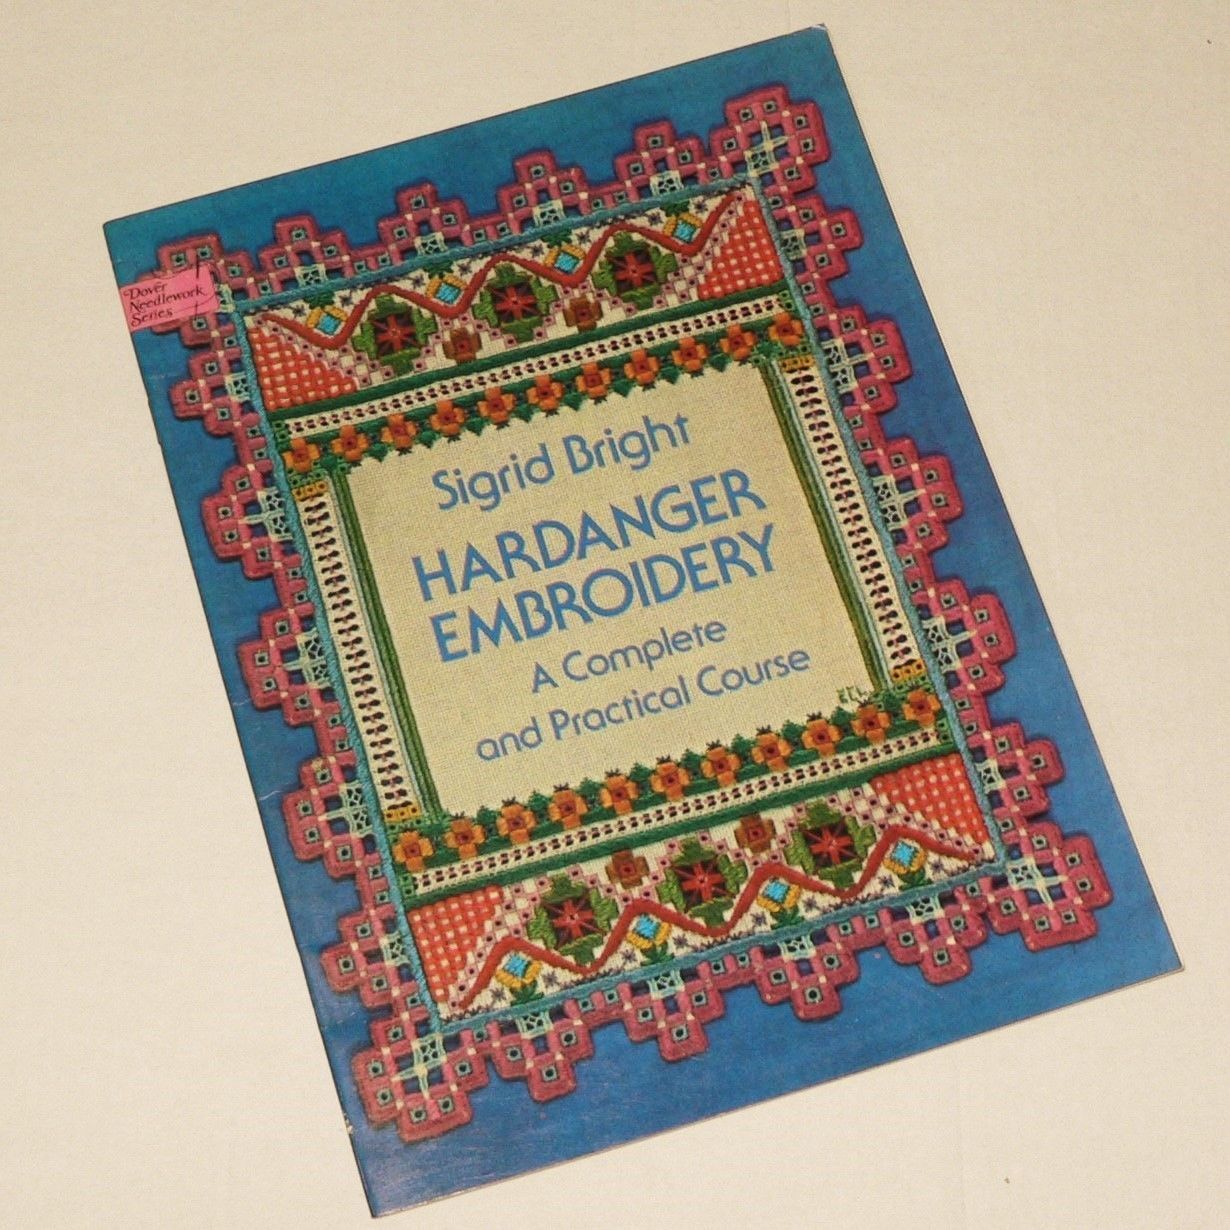 Dover
Needlework
Series
Sigrid Bright
HARDANGER
EMBROIDERY
A Complete
and Practical Course